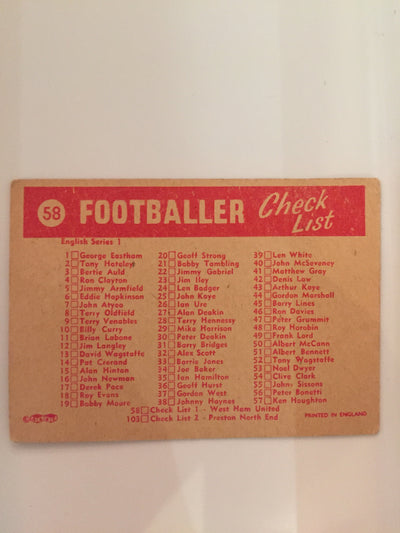 58 FOOTBALLER Check List
English Series 1
1 George Eastham
2 Tony Hateley
3 Bertie Auld
4 Ron Clayton
5 Jimmy Armfield
6 Eddie Hopkinson
7 John Atyeo
8 Terry Oldfield
9 Terry Venables
10 Billy Curry
11 Brian Labone
12 Jim Langley
13 David Wagstaffe
14 Pat Crerand
15 Alan Hinton
16 John Newman
17 Derek Pace
18 Roy Evans
19 Bobby Moore
20 Geoff Strong
21 Bobby Tambling
22 Jimmy Gabriel
23 Jim Iley
24 Len Badger
25 John Kaye
26 Ian Ure
27 Alan Deakin
28 Terry Hennessy
29 Mike Harrison
30 Peter Deakin
31 Barry Bridges
32 Alex Scott
33 Barrie Jones
34 Joe Baker
35 Ian Hamilton
36 Geoff Hurst
37 Gordon West
38 Johnny Haynes
39 Len White
40 John McSeveney
41 Matthew Gray
42 Denis Law
43 Arthur Kaye
44 Gordon Marshall
45 Barry Lines
46 Ron Davies
47 Peter Grummit
48 Roy Horobin
49 Frank Lord
50 Albert McCann
51 Albert Bennett
52 Tony Wagstaffe
53 Noel Dwyer
54 Clive Clark
55 John Sissons
56 Peter Bonetti
57 Ken Houghton
58 Check List 1 - West Ham United
103 Check List 2 - Preston North End
PRINTED IN ENGLAND